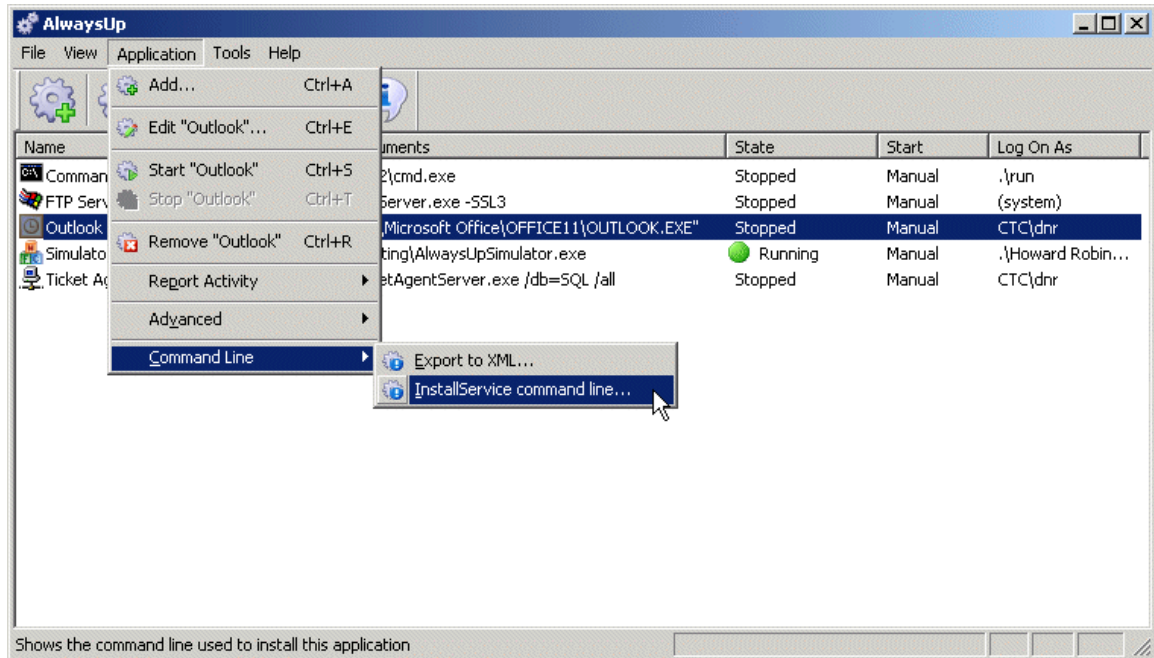 AlwaysUp
File View Application Tools Help
Add... Ctrl+A
Edit "Outlook"... Ctrl+E
Start "Outlook" Ctrl+S
Stop "Outlook" Ctrl+T
Remove "Outlook" Ctrl+R
Report Activity
Advanced
Command Line
Export to XML...
InstallService command line...
Name uments State Start Log On As
Comman 2\cmd.exe Stopped Manual .\run
FTP Serv Server.exe -SSL3 Stopped Manual (system)
Outlook \Microsoft Office\OFFICE11\OUTLOOK.EXE" Stopped Manual CTC\dnr
Simulato ting\AlwaysUpSimulator.exe Running Manual .\Howard Robin...
Ticket Ag etAgentServer.exe /db=SQL /all Stopped Manual CTC\dnr
Shows the command line used to install this application